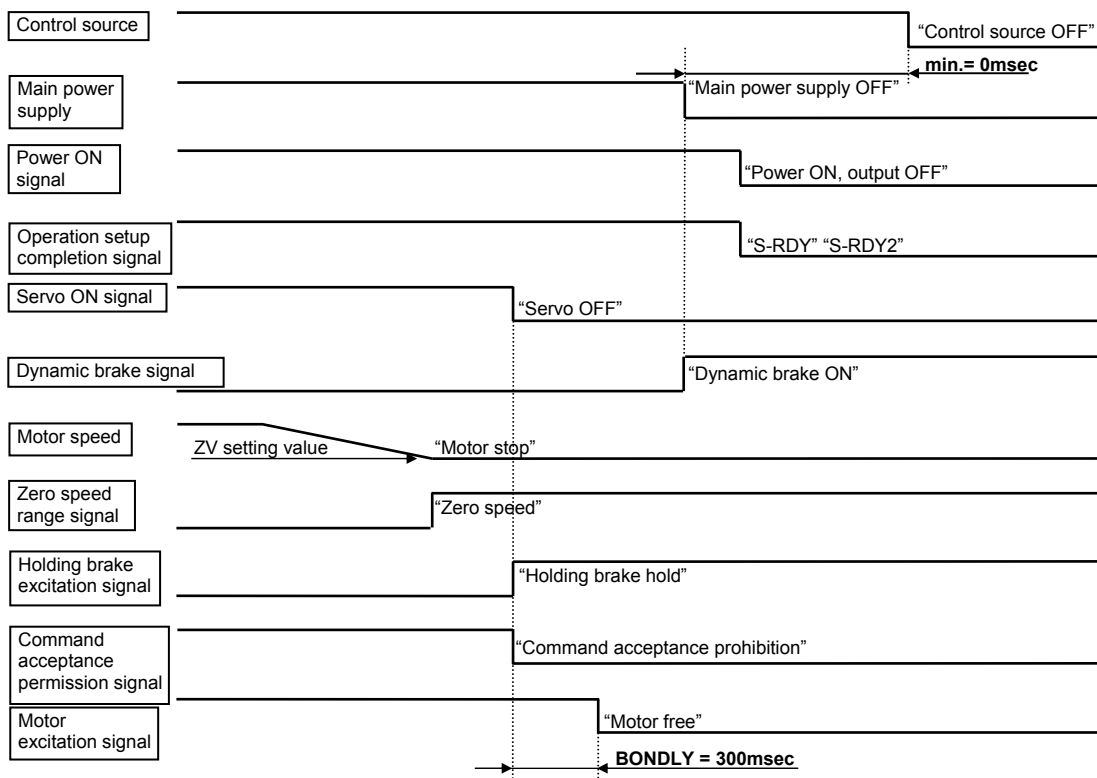 Control source
“Control source OFF”
min.= 0msec
Main power
supply
“Main power supply OFF”
Power ON
signal
“Power ON, output OFF”
Operation setup
completion signal
“S-RDY” “S-RDY2”
Servo ON signal
“Servo OFF”
Dynamic brake signal
“Dynamic brake ON”
Motor speed
ZV setting value
“Motor stop”
Zero speed
range signal
“Zero speed”
Holding brake
excitation signal
“Holding brake hold”
Command
acceptance
permission signal
“Command acceptance prohibition”
Motor
excitation signal
“Motor free”
BONDLY = 300msec